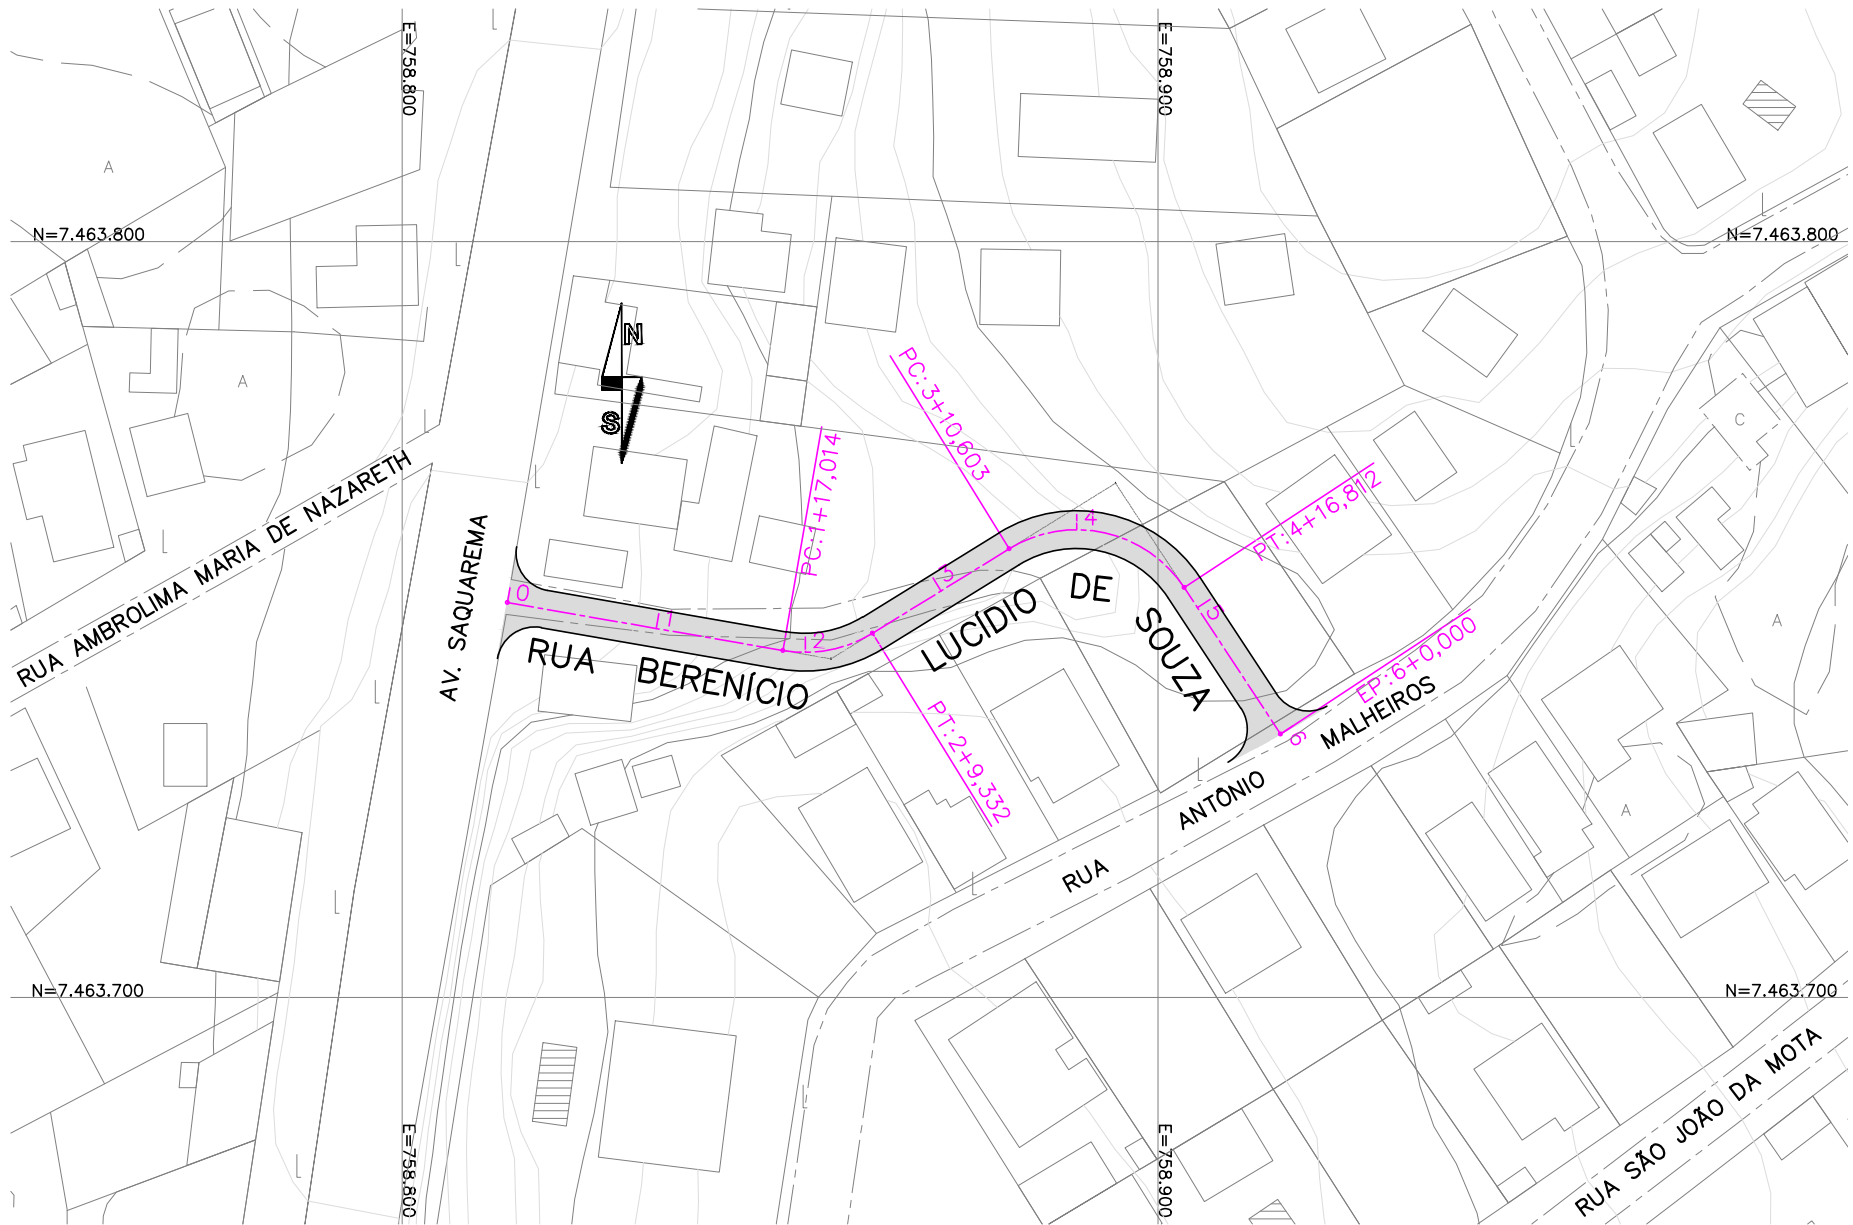 E=758.800
E=758.900
A
N=7.463.800
N=7.463.800
N
A
S
C
PC:3+10,603
PC:1+17,014
PT:4+16,812
RUA AMBROLIMA MARIA DE NAZARETH
AV. SAQUAREMA
0
1
2
3
4
5
6
RUA BERENÍCIO LUCÍDIO DE SOUZA
PT:2+9,332
EP:6+0,000
A
A
RUA ANTÔNIO MALHEIROS
N=7.463.700
N=7.463.700
RUA SÃO JOÃO DA MOTA
E=758.800
E=758.900